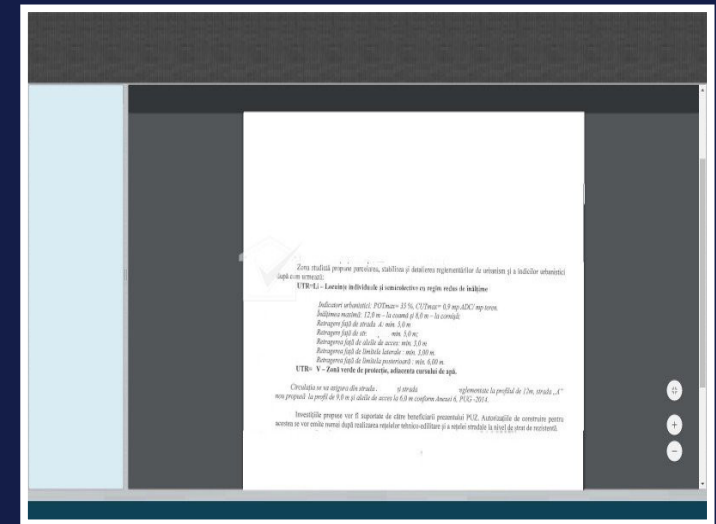 Zona studiată propune parcelarea, stabilirea și detalierea reglementărilor de urbanism și a indicilor urbanistici
după cum urmează:
UTR=Li – Locuințe individuale și semicolective cu regim redus de înălțime
Indicatori urbanistici: POTmax= 35 %, CUTmax= 0,9 mp ADC/ mp teren.
Înălțimea maximă: 12,0 m – la coamă și 8,0 m – la cornișă;
Retragere față de strada A: min. 3,0 m
Retragere față de str. min. 3,0 m;
Retragerea față de aleile de acces: min. 3,0 m
Retragerea față de limitele laterale : min. 3,00 m.
Retragerea față de limitele posterioară : min. 6,00 m.
UTR= V – Zonă verde de protecție, adiacenta cursului de apă.
Circulația se va asigura din strada și strada eglementate la profilul de 12m, strada „A"
nou propusă la profil de 9,0 m și aleile de acces la 6,0 m conform Anexei 6, PUG -2014.
Investițiile propuse vor fi suportate de către beneficiarii prezentului PUZ. Autorizațiile de construire pentru
acestea se vor emite numai după realizarea rețelelor tehnico-edilitare și a rețelei stradale la nivel de strat de rezistență.